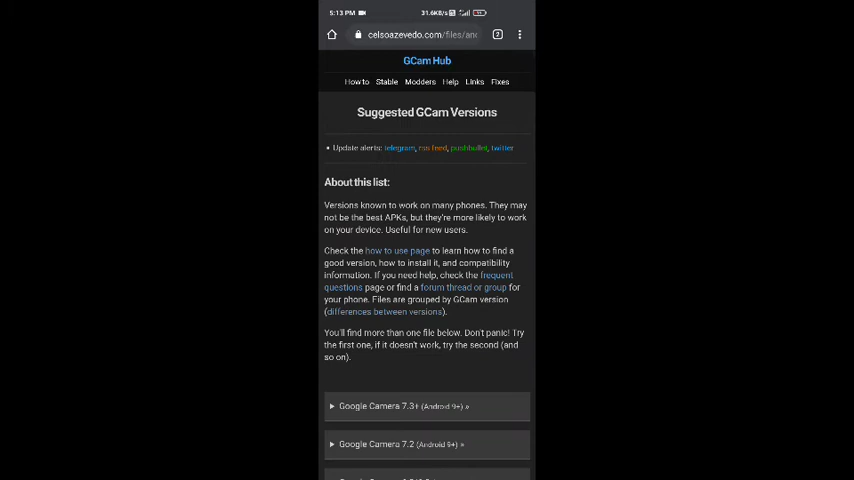 5:13 PM
31.6KB/s
celsoazevedo.com/files/and
2
GCam Hub
How to Stable Modders Help Links Fixes
Suggested GCam Versions
Update alerts: telegram, rss feed, pushbullet, twitter
About this list:
Versions known to work on many phones. They may
not be the best APKs, but they're more likely to work
on your device. Useful for new users.
Check the how to use page to learn how to find a
good version, how to install it, and compatibility
information. If you need help, check the frequent
questions page or find a forum thread or group for
your phone. Files are grouped by GCam version
(differences between versions).
You'll find more than one file below. Don't panic! Try
the first one, if it doesn't work, try the second (and
so on).
Google Camera 7.3+ (Android 9+) »
Google Camera 7.2 (Android 9+) »